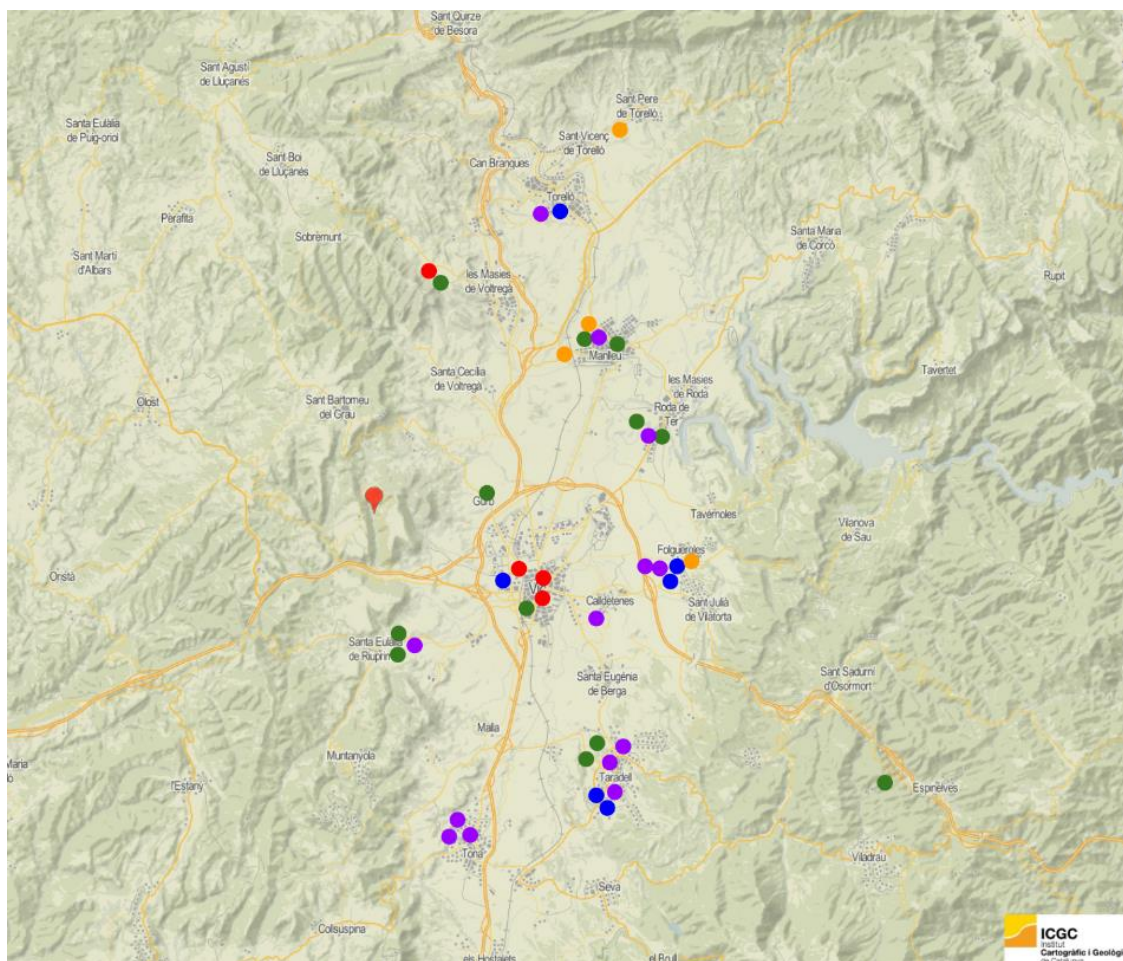 Sant Quirze
de Besora
Sant Agustí
de Lluçanès
Sant Pere
de Torelló
Santa Eulàlia
de Puig-oriol
Sant Vicenç
de Torelló
Sant Boi
de Lluçanès
Can Branques
Torelló
Perafita
Santa Maria
de Corcó
Sobremunt
Sant Martí
d'Albars
les Masies
de Voltregà
Rupit
Manlleu
Santa Cecília
de Voltregà
Tavertet
les Masies
de Roda
Olost
Sant Bartomeu
del Grau
Roda de
Ter
Gurb
Tavèrnoles
Vilanova
de Sau
Folgueroles
Oristà
Calldetenes
Sant Julià
de Vilatorta
Santa Eulàlia
de Riuprim
Santa Eugènia
de Berga
Sant Sadurní
d'Osormort
Malla
Muntanyola
Maria
l'Estany
Taradell
Espinelves
Tona
Viladrau
Seva
Collsuspina
els Hostalets
el Brull
ICGC
Institut
Cartogràfic i Geològi
de Catalunya